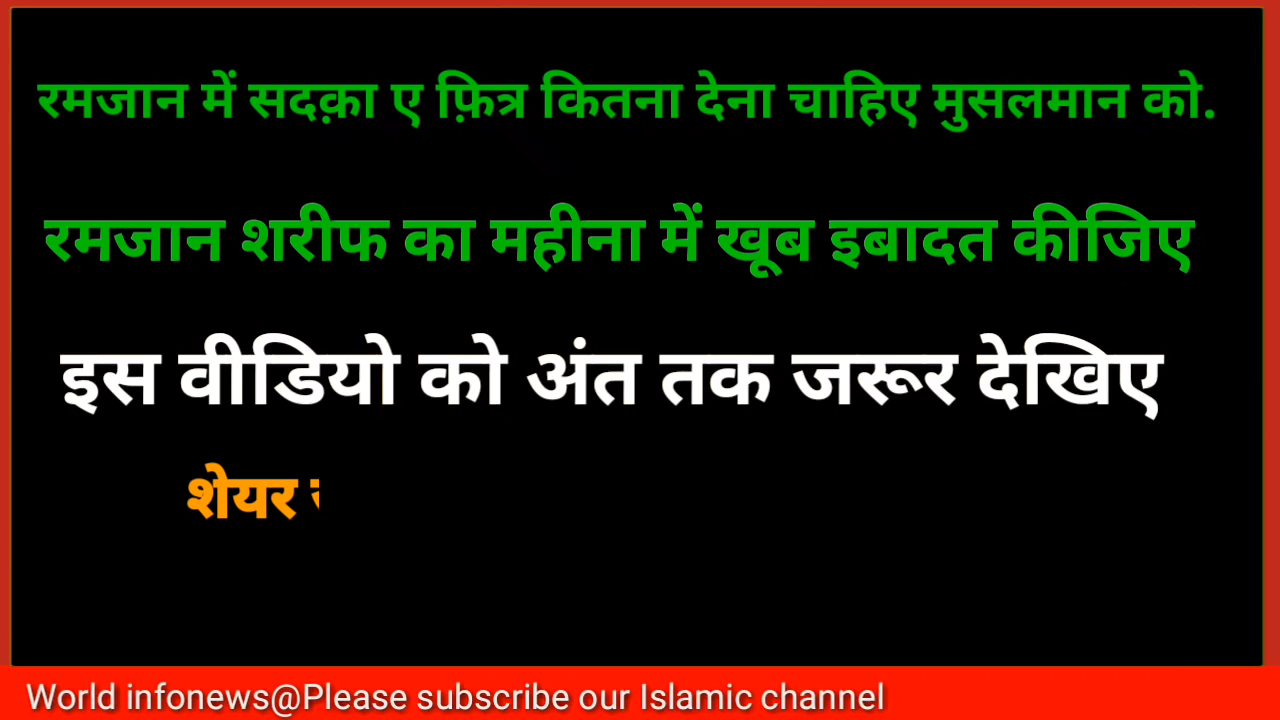 रमजान में सदक़ा ए फ़ित्र कितना देना चाहिए मुसलमान को.
रमजान शरीफ का महीना में खूब इबादत कीजिए
इस वीडियो को अंत तक जरूर देखिए
शेयर
World infonews@Please subscribe our Islamic channel